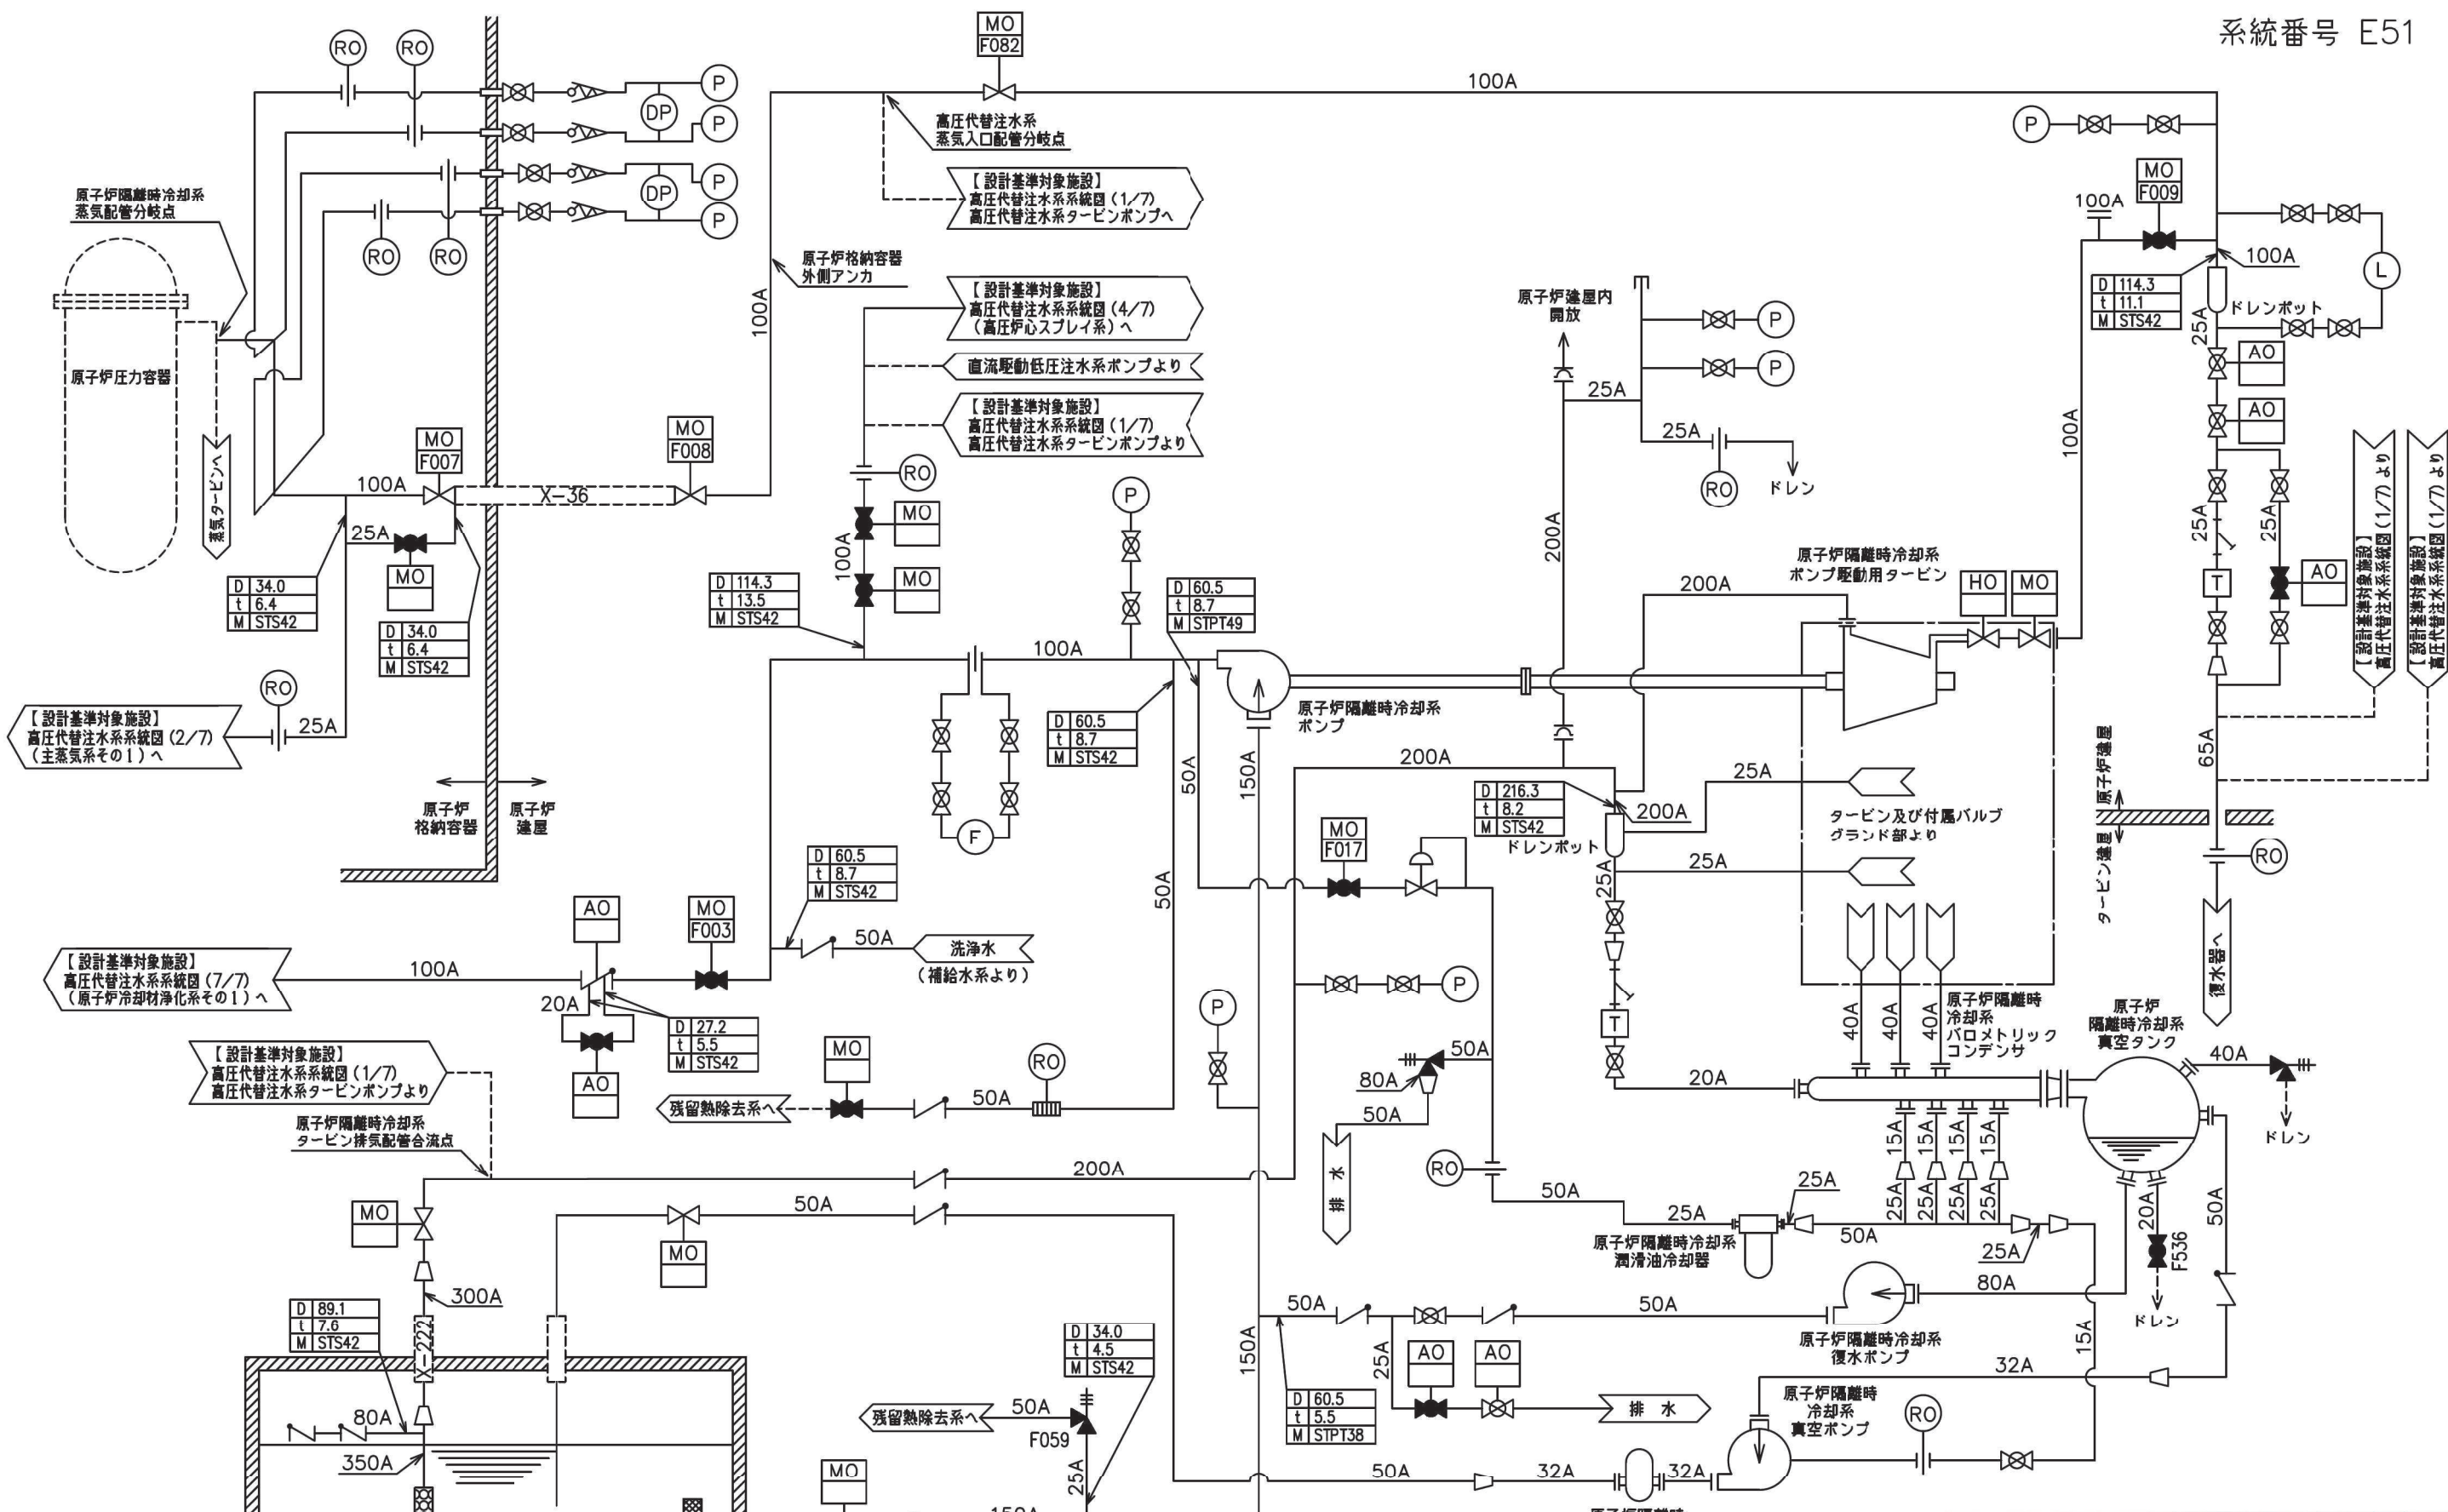 系統番号 E51
RO
RO
P
DP
P
P
DP
P
RO
RO
MO
F082
100A
高圧代替注水系
蒸気入口配管分岐点
【設計基準対象施設】
高圧代替注水系系統図(1/7)
高圧代替注水系タービンポンプへ
P
MO
F009
100A
100A
L
D 114.3
t 11.1
M STS42
ドレンポット
25A
AO
AO
原子炉隔離時冷却系
蒸気配管分岐点
原子炉圧力容器
蒸気タービンへ
原子炉格納容器
外側アンカ
100A
【設計基準対象施設】
高圧代替注水系系統図(4/7)
(高圧炉心スプレイ系)へ
直流駆動低圧注水系ポンプより
【設計基準対象施設】
高圧代替注水系系統図(1/7)
高圧代替注水系タービンポンプより
原子炉建屋内
開放
P
P
25A
25A
RO
ドレン
200A
100A
MO
F007
100A
X-36
MO
F008
25A
MO
D 34.0
t 6.4
M STS42
D 34.0
t 6.4
M STS42
RO
25A
【設計基準対象施設】
高圧代替注水系系統図(2/7)
(主蒸気系その1)へ
原子炉
格納容器
原子炉
建屋
RO
MO
100A
MO
D 114.3
t 13.5
M STS42
P
100A
D 60.5
t 8.7
M STPT49
D 60.5
t 8.7
M STS42
F
原子炉隔離時冷却系
ポンプ
50A
150A
50A
原子炉隔離時冷却系
ポンプ駆動用タービン
200A
HO
MO
25A
25A
T
AO
【設計基準対象施設】
高圧代替注水系系統図(1/7)より
【設計基準対象施設】
高圧代替注水系系統図(1/7)より
65A
原子炉建屋
タービン建屋
RO
復水器へ
200A
D 216.3
t 8.2
M STS42
200A
ドレンポット
25A
25A
25A
タービン及び付属バルブ
グランド部より
MO
F017
D 60.5
t 8.7
M STS42
50A
洗浄水
(補給水系より)
AO
MO
F003
100A
【設計基準対象施設】
高圧代替注水系系統図(7/7)
(原子炉冷却材浄化系その1)へ
20A
AO
D 27.2
t 5.5
M STS42
【設計基準対象施設】
高圧代替注水系系統図(1/7)
高圧代替注水系タービンポンプより
原子炉隔離時冷却系
タービン排気配管合流点
残留熱除去系へ
MO
50A
RO
P
P
50A
80A
50A
排水
T
20A
40A
40A
40A
原子炉隔離時
冷却系
バロメトリック
コンデンサ
原子炉
隔離時冷却系
真空タンク
40A
ドレン
15A
15A
15A
15A
25A
25A
25A
25A
20A
F536
ドレン
50A
200A
50A
MO
MO
300A
X-222
D 89.1
t 7.6
M STS42
80A
350A
RO
50A
25A
25A
原子炉隔離時冷却系
潤滑油冷却器
50A
25A
80A
原子炉隔離時冷却系
復水ポンプ
15A
50A
50A
150A
25A
AO
AO
D 60.5
t 5.5
M STPT38
排水
D 34.0
t 4.5
M STS42
残留熱除去系へ
50A
F059
25A
MO
150A
32A
原子炉隔離時
冷却系
真空ポンプ
RO
50A
32A
32A
原子炉隔離時